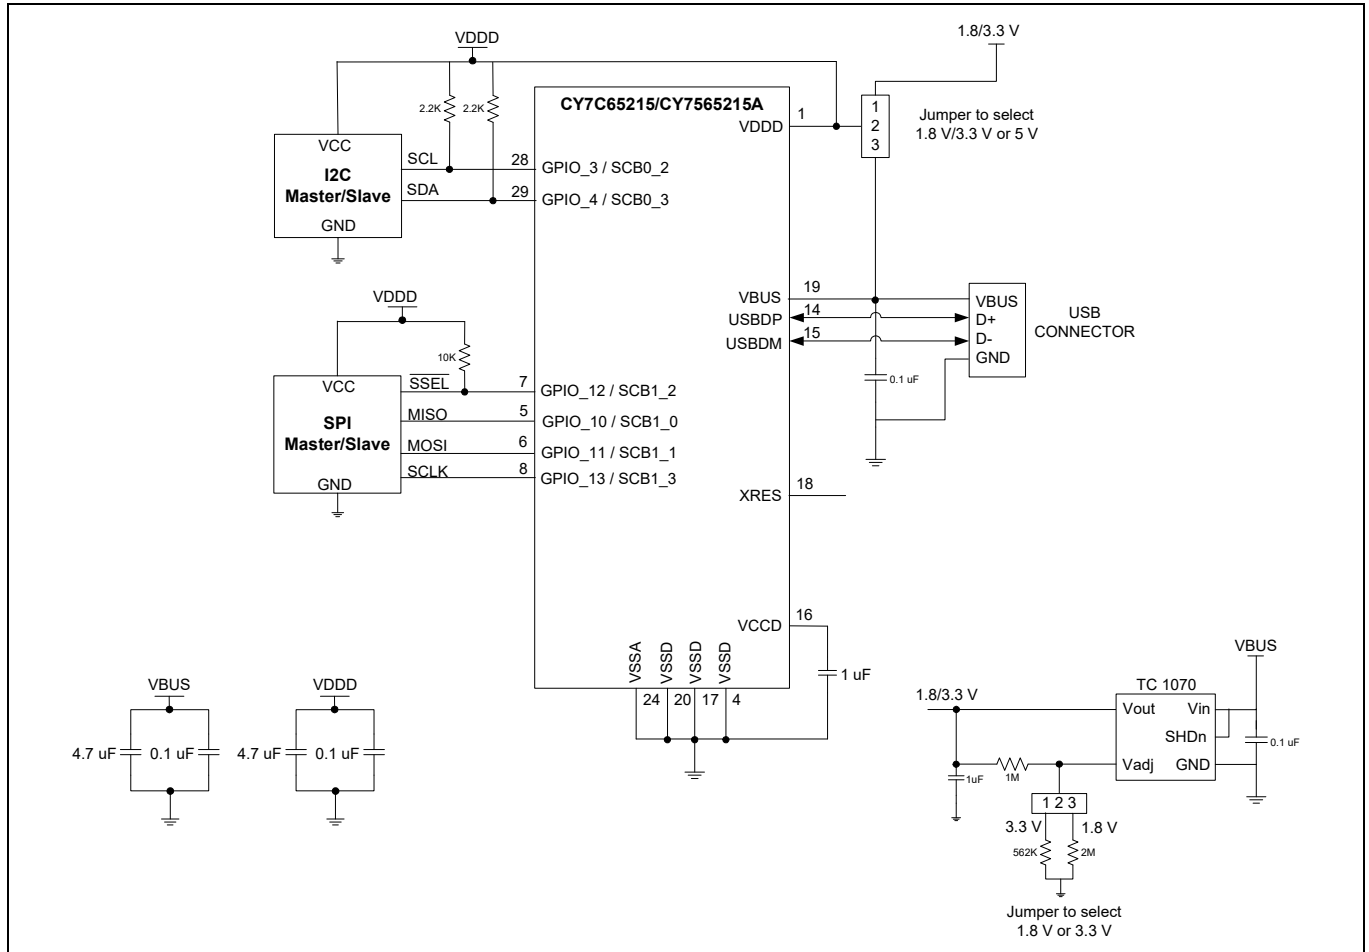 VDDD
1.8/3.3 V
2.2K
2.2K
CY7C65215/CY7565215A
VDDD
1
1
2
3
Jumper to select
1.8 V/3.3 V or 5 V
VCC
I2C
Master/Slave
GND
SCL
28
GPIO_3 / SCB0_2
SDA
29
GPIO_4 / SCB0_3
VBUS
19
USBDP
14
USBDM
15
VBUS
D+
D-
GND
USB
CONNECTOR
0.1 uF
VDDD
10K
VCC
SPI
Master/Slave
GND
SSEL
7
GPIO_12 / SCB1_2
MISO
5
GPIO_10 / SCB1_0
MOSI
6
GPIO_11 / SCB1_1
SCLK
8
GPIO_13 / SCB1_3
XRES
18
VCCD
16
1 uF
VSSA
VSSD
VSSD
VSSD
24
20
17
4
VBUS
4.7 uF
0.1 uF
VDDD
4.7 uF
0.1 uF
VBUS
TC 1070
1.8/3.3 V
Vout
Vin
SHDn
Vadj
GND
0.1 uF
1uF
1M
1 2 3
3.3 V
1.8 V
562K
2M
Jumper to select
1.8 V or 3.3 V